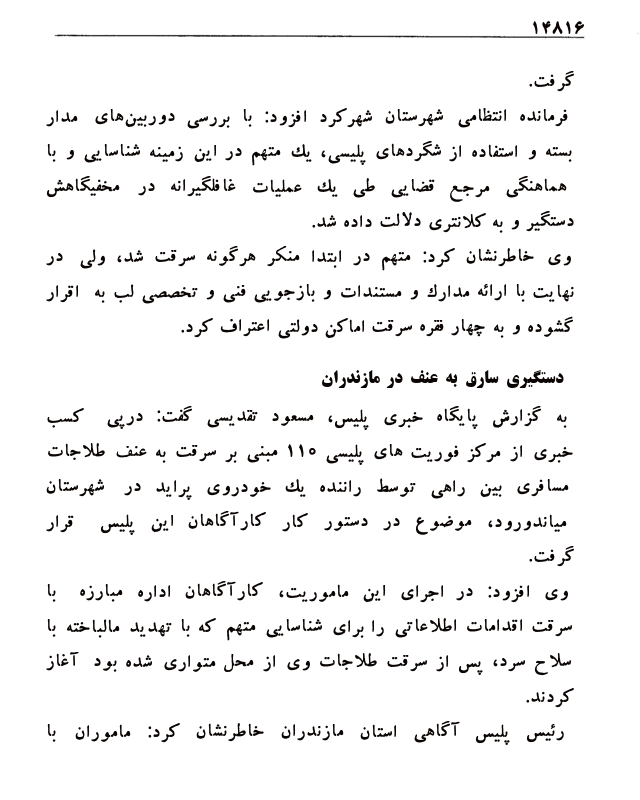 ۱۴۸۱۶
گرفت.
فرمانده انتظامی شهرستان شهرکرد افزود: با بررسی دوربین‌های مدار
بسته و استفاده از شگردهای پلیسی، یك متهم در این زمینه شناسایی و با
هماهنگی مرجع قضایی طی یك عملیات غافلگیرانه در مخفیگاهش
دستگیر و به کلانتری دلالت داده شد.
وی خاطرنشان کرد: متهم در ابتدا منکر هرگونه سرقت شد، ولی در
نهایت با ارائه مدارك و مستندات و بازجویی فنی و تخصصی لب به اقرار
گشوده و به چهار فقره سرقت اماکن دولتی اعتراف کرد.
دستگیری سارق به عنف در مازندران
به گزارش پایگاه خبری پلیس، مسعود تقدیسی گفت: درپی کسب
خبری از مرکز فوریت های پلیسی ۱۱۰ مبنی بر سرقت به عنف طلاجات
مسافری بین راهی توسط راننده یك خودروی پراید در شهرستان
میاندورود، موضوع در دستور کار کارآگاهان این پلیس قرار
گرفت.
وی افزود: در اجرای این ماموریت، کارآگاهان اداره مبارزه با
سرقت اقدامات اطلاعاتی را برای شناسایی متهم که با تهدید مالباخته با
سلاح سرد، پس از سرقت طلاجات وی از محل متواری شده بود آغاز
کردند.
رئیس پلیس آگاهی استان مازندران خاطرنشان کرد: ماموران با